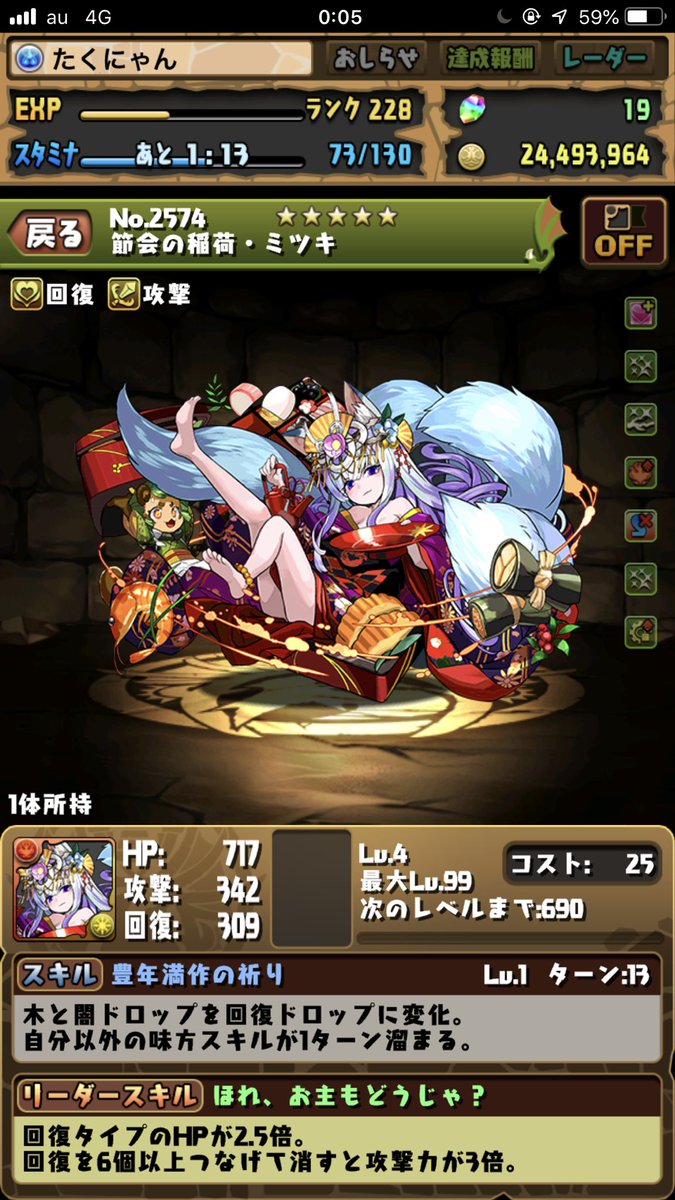 au 4G 0:05 59%
たくにゃん おしらせ 達成報酬 レーダー
EXP ランク 228 19
スタミナ あと 1:13 73/130 24,493,964
戻る No.2574 OFF
節会の稲荷・ミツキ
回復 攻撃
1体所持
HP: 717 Lv.4 コスト: 25
攻撃: 342 最大Lv.99
回復: 309 次のレベルまで:690
スキル 豊年満作の祈り Lv.1 ターン:13
木と闇ドロップを回復ドロップに変化。
自分以外の味方スキルが1ターン溜まる。
リーダースキル ほれ、お主もどうじゃ?
回復タイプのHPが2.5倍。
回復を6個以上つなげて消すと攻撃力が3倍。